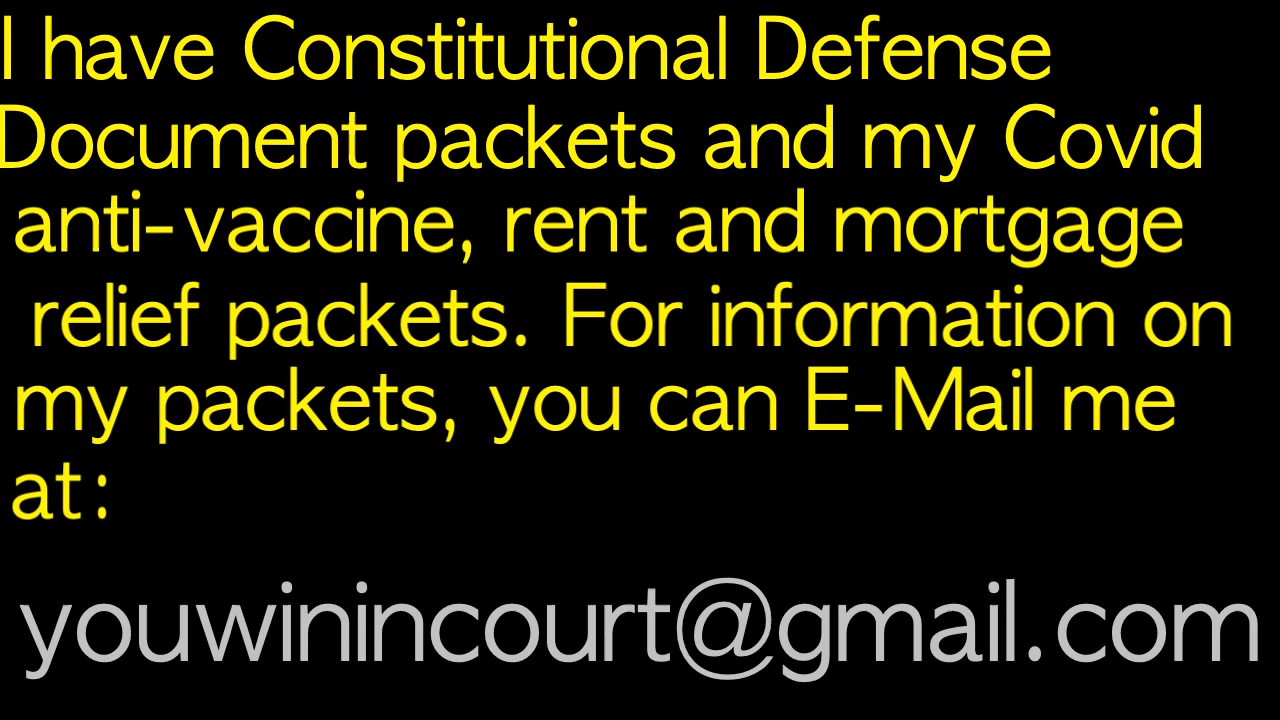 I have Constitutional Defense
Document packets and my Covid
anti-vaccine, rent and mortgage
relief packets. For information on
my packets, you can E-Mail me
at:
youwinincourt@gmail.com